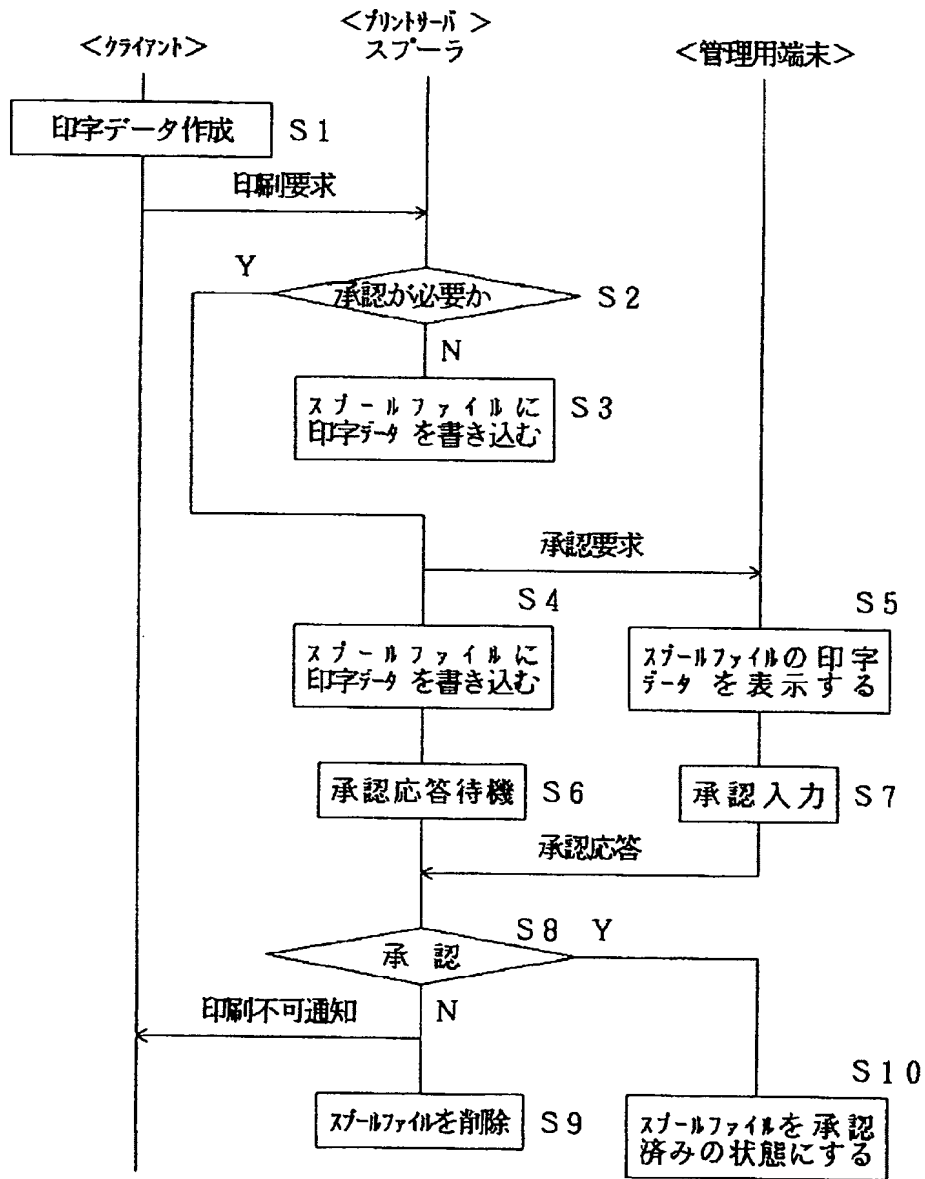 ＜クライアント＞
＜プリントサーバ＞
スプーラ
＜管理用端末＞
印字データ作成
S1
印刷要求
Y
承認が必要か
S2
N
スプールファイルに
印字データを書き込む
S3
承認要求
S4
S5
スプールファイルに
印字データを書き込む
スプールファイルの印字
データを表示する
承認応答待機
S6
承認入力
S7
承認応答
S8
Y
承認
印刷不可通知
N
S10
スプールファイルを削除
S9
スプールファイルを承認
済みの状態にする